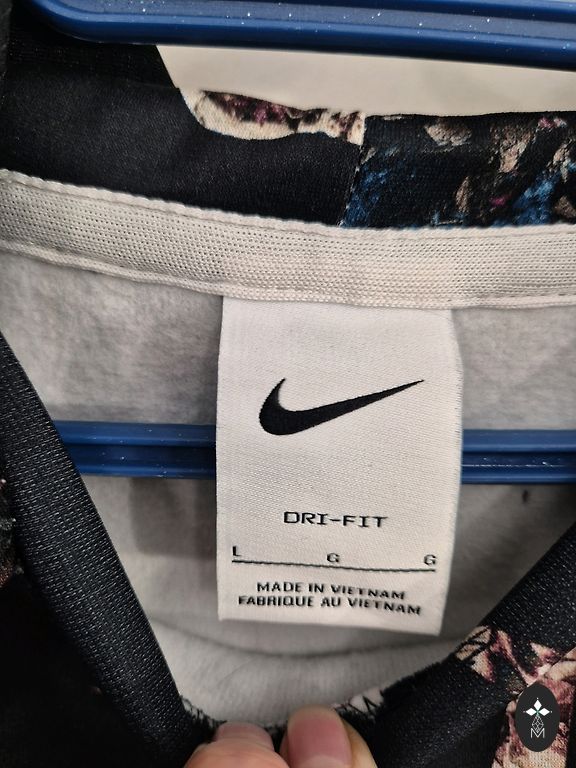 DRI-FIT
L G G
MADE IN VIETNAM
FABRIQUE AU VIETNAM
M